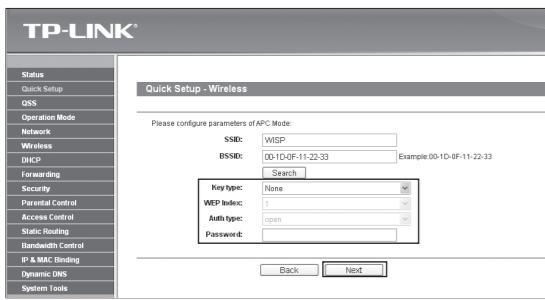 TP-LINK®
Status
Quick Setup
QSS
Operation Mode
Network
Wireless
DHCP
Forwarding
Security
Parental Control
Access Control
Static Routing
Bandwidth Control
IP & MAC Binding
Dynamic DNS
System Tools
Quick Setup - Wireless
Please configure parameters of APC Mode:
SSID: WISP
BSSID: 00-1D-0F-11-22-33 Example:00-1D-0F-11-22-33
Search
Key type: None
WEP Index: 1
Auth type: open
Password:
Back Next